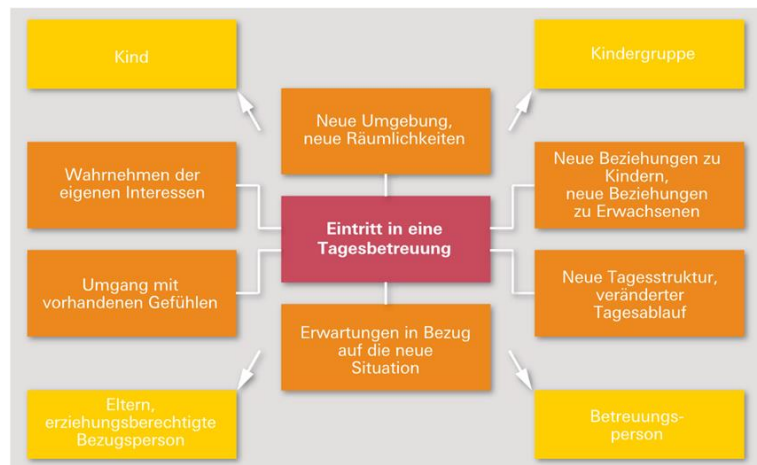 Kind
Kindergruppe
Neue Umgebung,
neue Räumlichkeiten
Wahrnehmen der
eigenen Interessen
Neue Beziehungen zu
Kindern,
neue Beziehungen
zu Erwachsenen
Eintritt in eine
Tagesbetreuung
Umgang mit
vorhandenen Gefühlen
Neue Tagesstruktur,
veränderter
Tagesablauf
Erwartungen in Bezug
auf die neue
Situation
Eltern,
erziehungsberechtigte
Bezugsperson
Betreuungs-
person